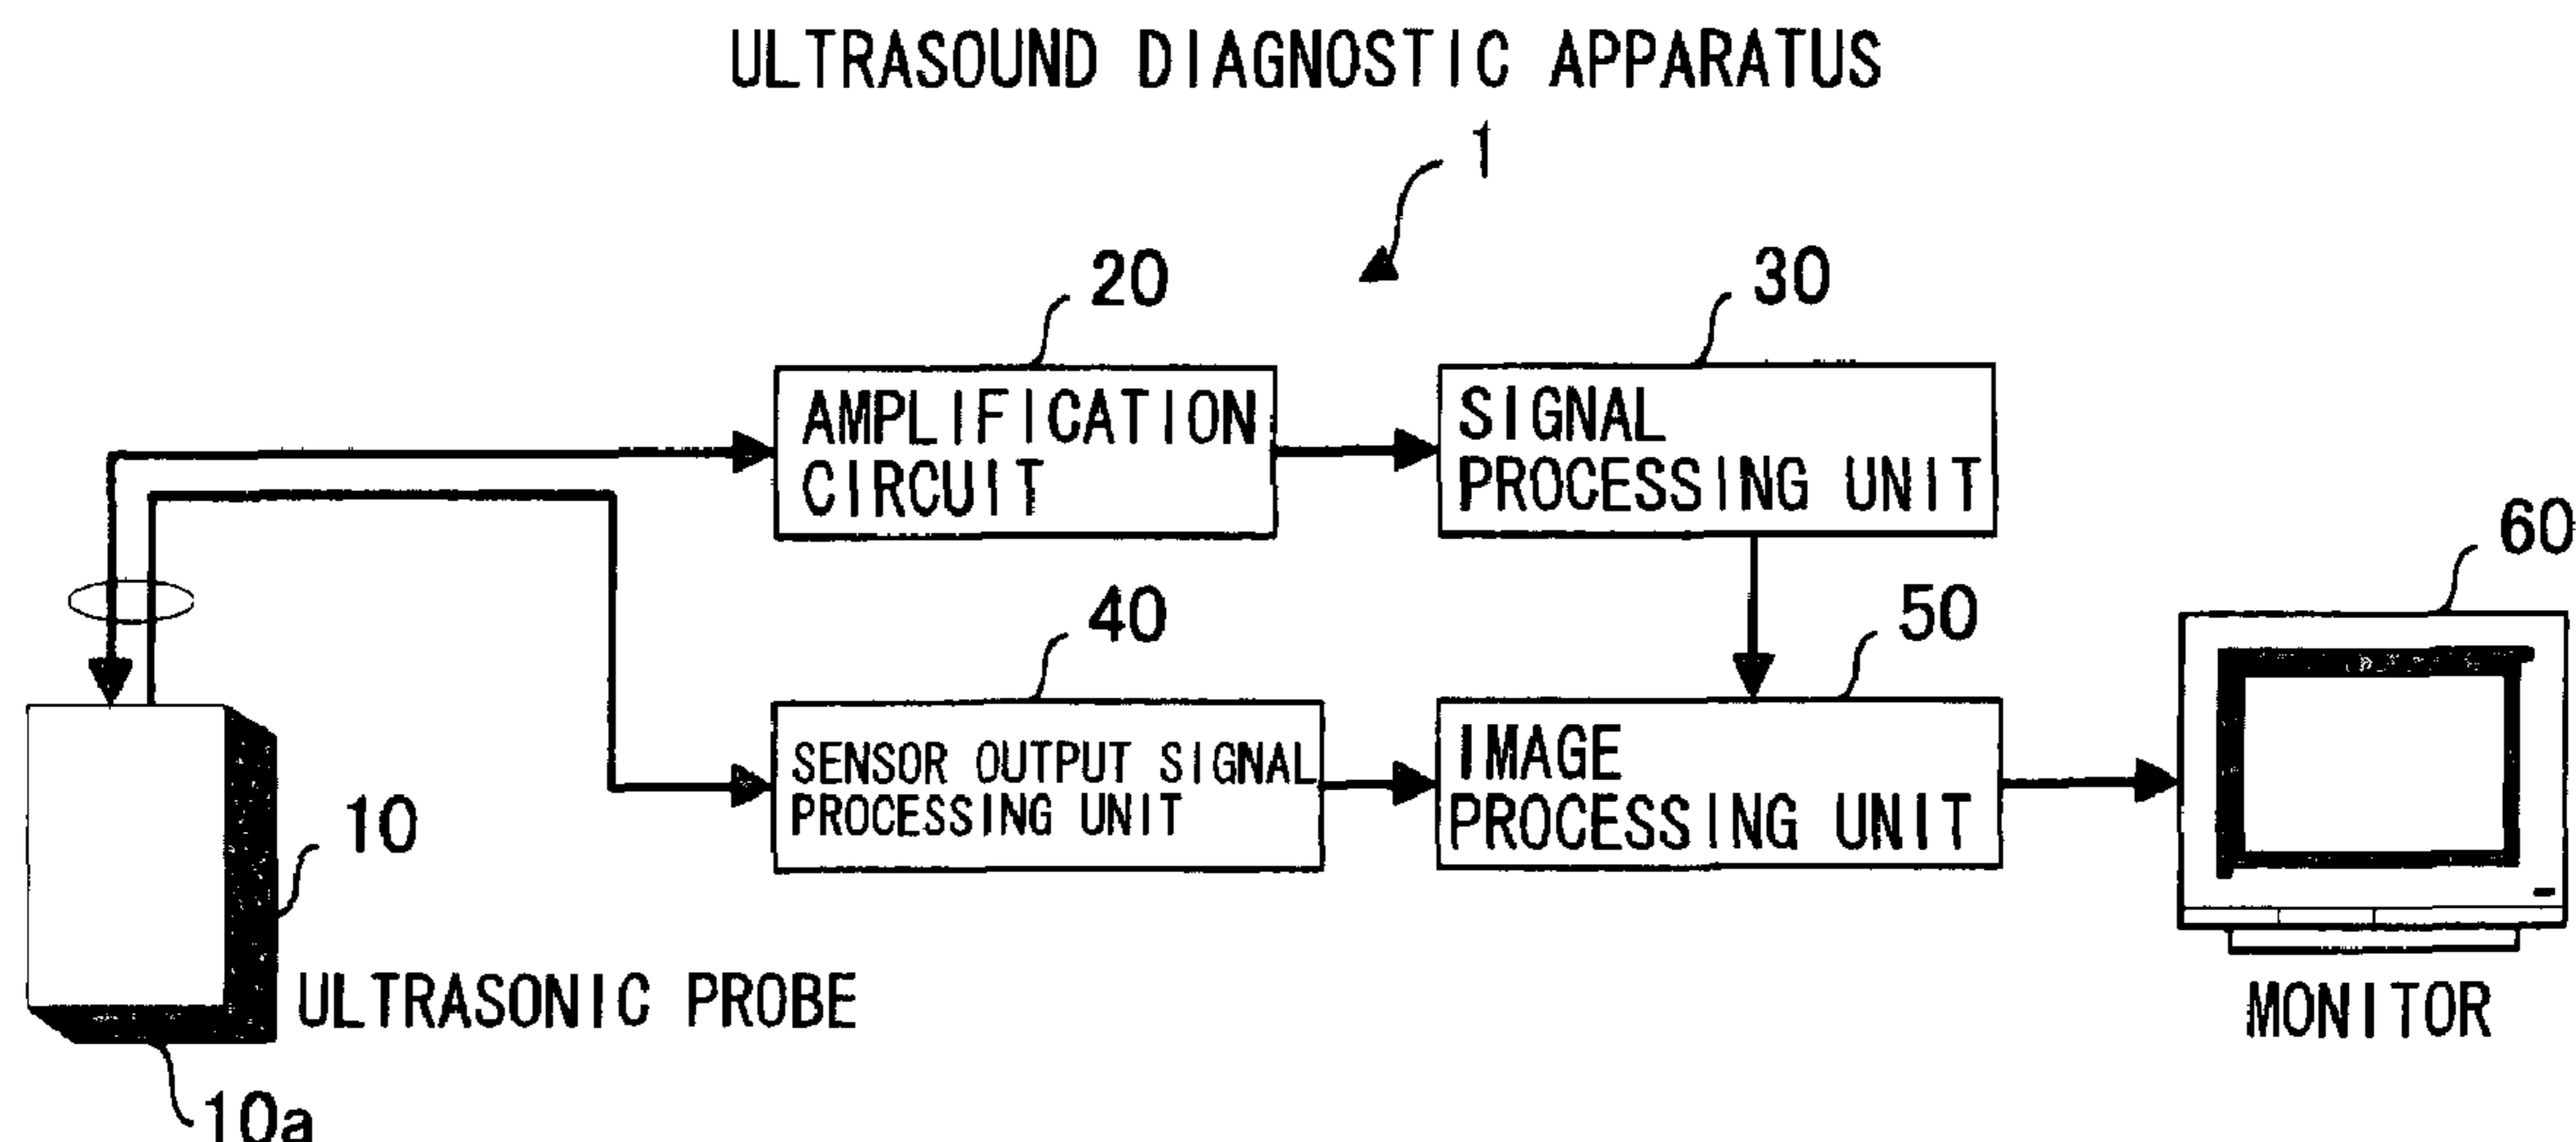 ULTRASOUND DIAGNOSTIC APPARATUS
1
20
30
AMPLIFICATION
CIRCUIT
SIGNAL
PROCESSING UNIT
60
40
50
SENSOR OUTPUT SIGNAL
PROCESSING UNIT
IMAGE
PROCESSING UNIT
10
ULTRASONIC PROBE
MONITOR
10a